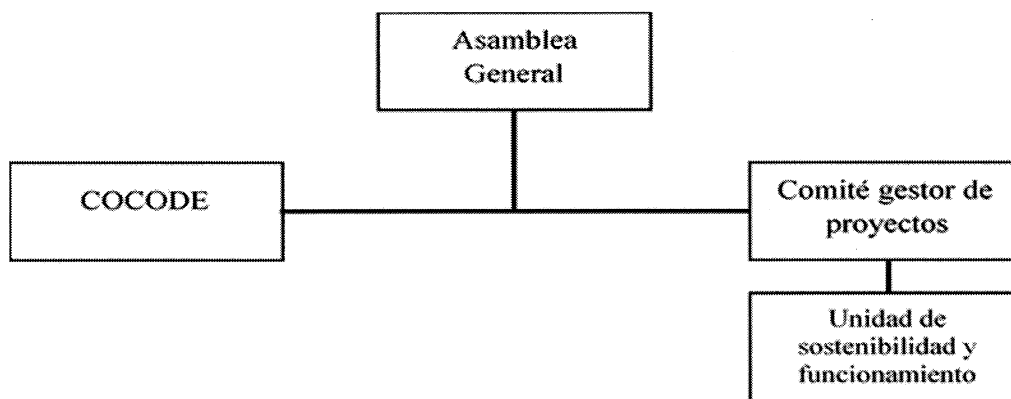 Asamblea
General
COCODE
Comité gestor de
proyectos
Unidad de
sostenibilidad y
funcionamiento